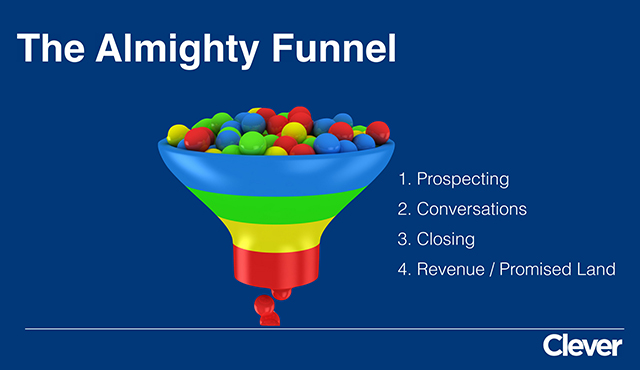 The Almighty Funnel
1. Prospecting
2. Conversations
3. Closing
4. Revenue / Promised Land
Clever